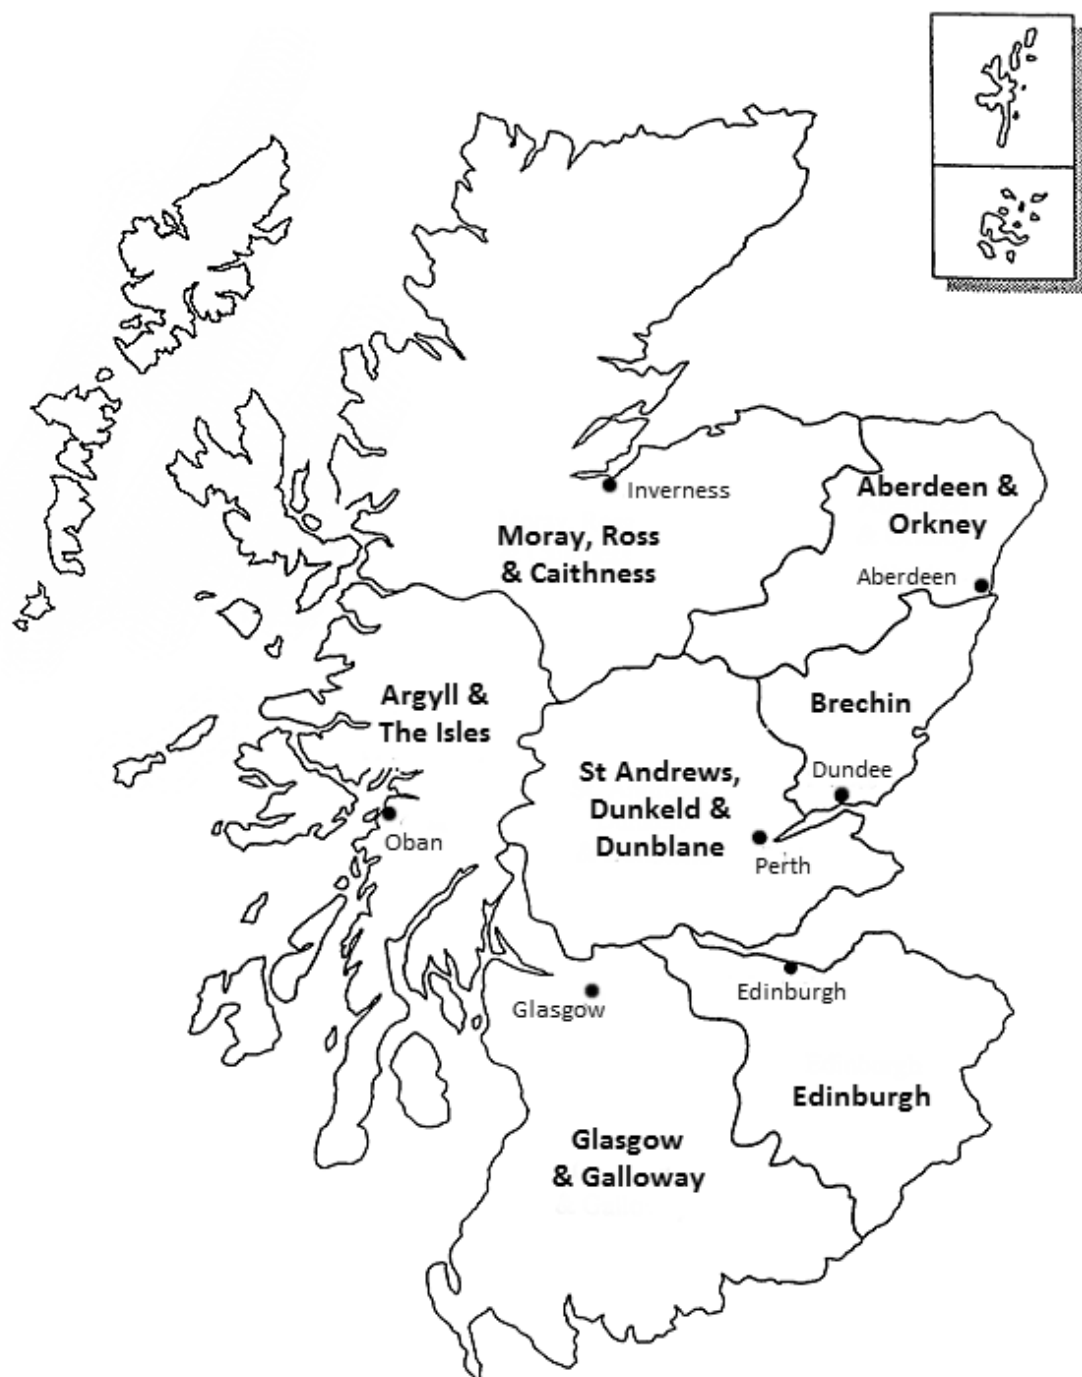 Inverness
Moray, Ross
& Caithness
Aberdeen &
Orkney
Aberdeen
Argyll &
The Isles
Brechin
St Andrews,
Dunkeld &
Dunblane
Dundee
Oban
Perth
Glasgow
Edinburgh
Edinburgh
Glasgow
& Galloway